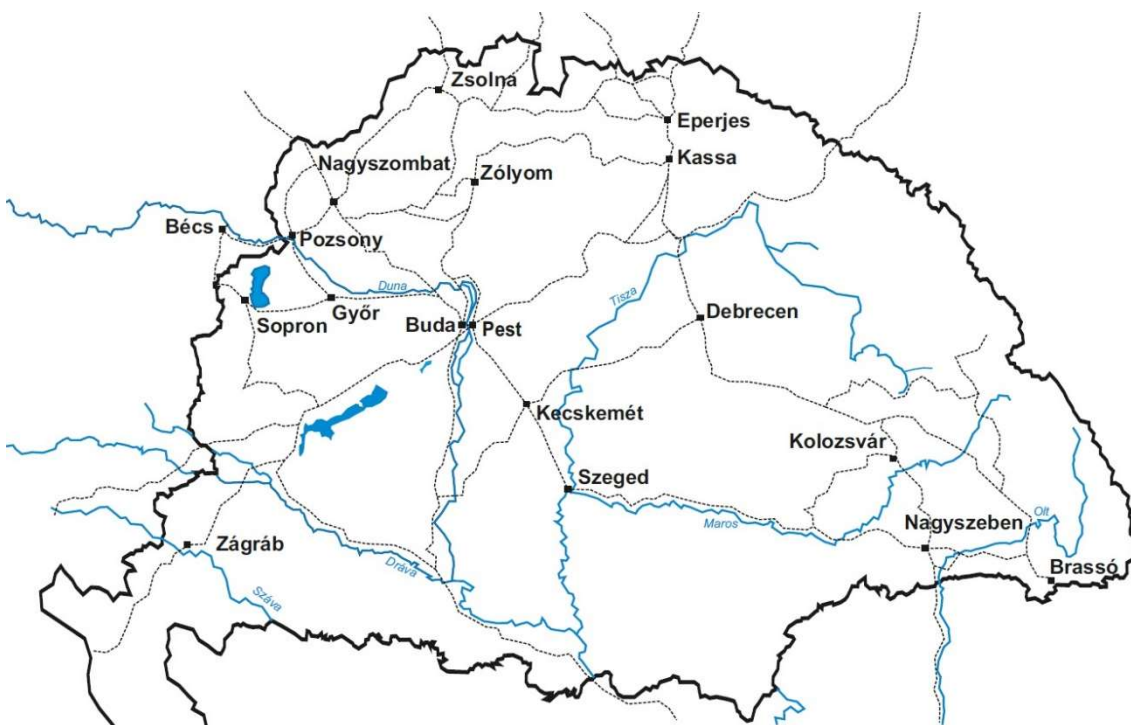 Zsolna
Eperjes
Nagyszombat
Kassa
Zólyom
Bécs
Pozsony
Duna
Tisza
Győr
Debrecen
Sopron
Buda
Pest
Kecskemét
Kolozsvár
Szeged
Olt
Maros
Nagyszeben
Zágráb
Dráva
Brassó
Száva